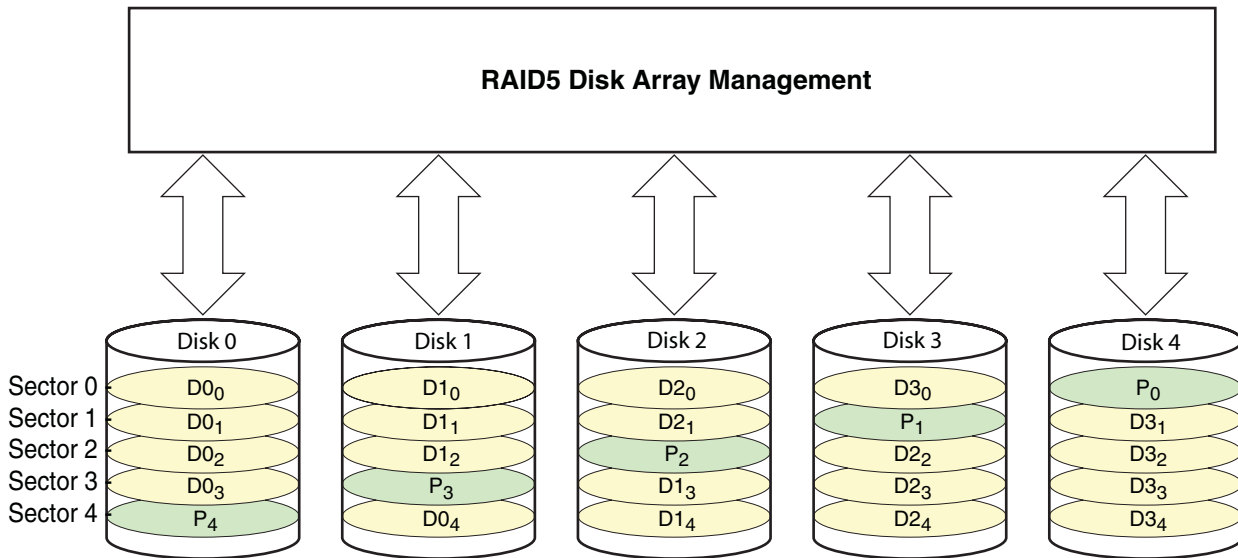 RAID5 Disk Array Management
Disk 0 Disk 1 Disk 2 Disk 3 Disk 4
Sector 0 D0₀ D1₀ D2₀ D3₀ P₀
Sector 1 D0₁ D1₁ D2₁ P₁ D3₁
Sector 2 D0₂ D1₂ P₂ D2₂ D3₂
Sector 3 D0₃ P₃ D1₃ D2₃ D3₃
Sector 4 P₄ D0₄ D1₄ D2₄ D3₄